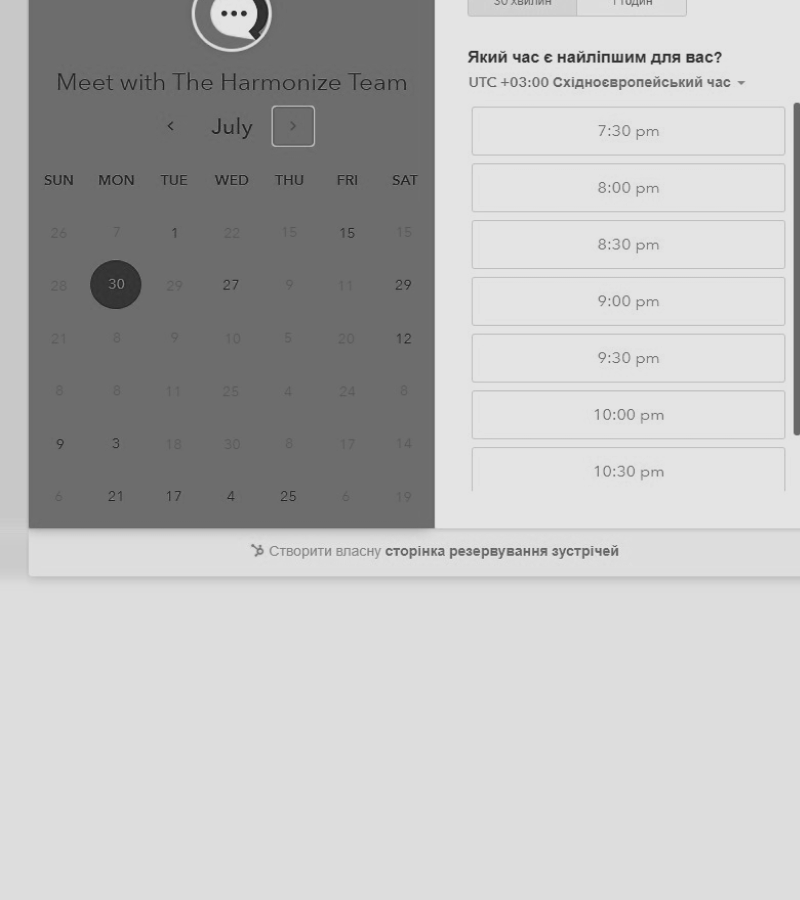 Meet with The Harmonize Team
July
SUN MON TUE WED THU FRI SAT
26 7 1 22 15 15 15
28 30 29 27 9 11 29
21 8 9 10 5 20 12
8 8 11 25 4 24 8
9 3 18 30 8 17 14
6 21 17 4 25 6 19
30 хвилин 1 годин
Який час є найліпшим для вас?
UTC +03:00 Східноєвропейський час
7:30 pm
8:00 pm
8:30 pm
9:00 pm
9:30 pm
10:00 pm
10:30 pm
Створити власну сторінка резервування зустрічей